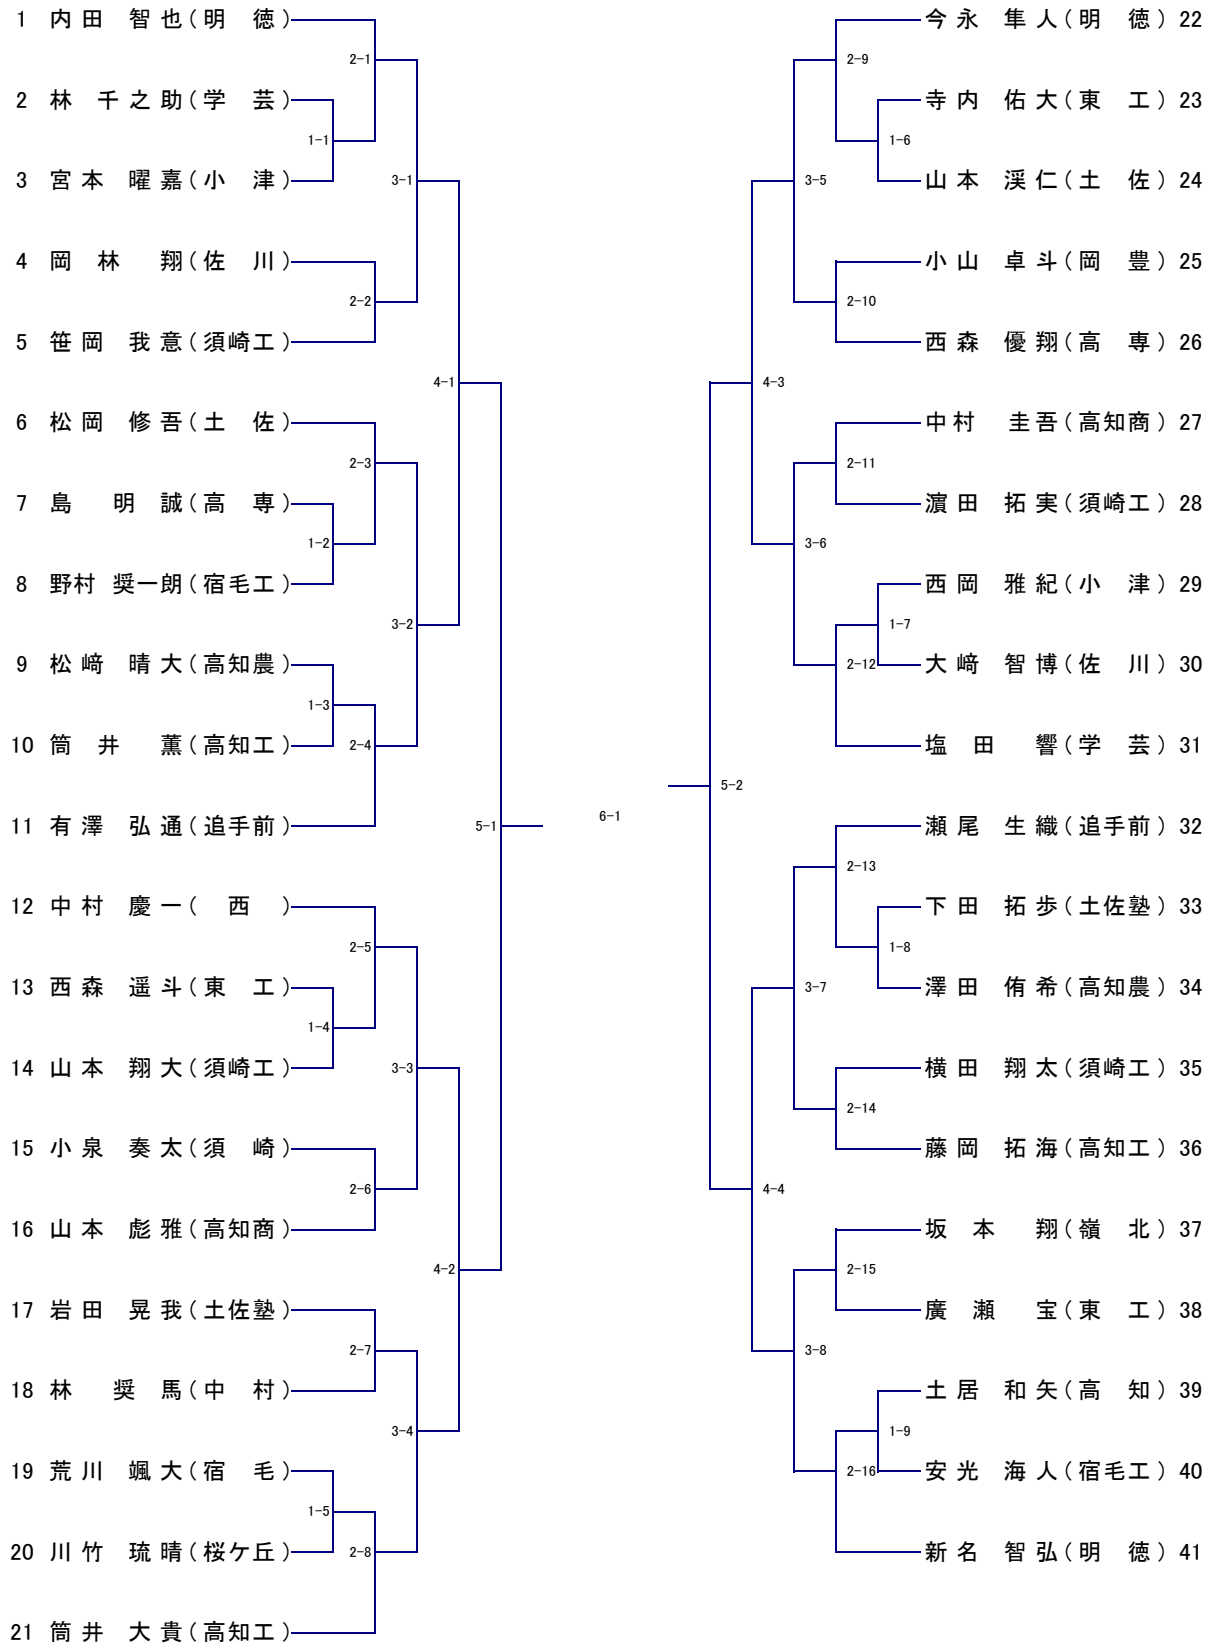 1 内田 智也(明 徳)
2-1
2 林 千之助(学 芸)
1-1
3 宮本 曜嘉(小 津)
3-1
4 岡林 翔(佐 川)
2-2
5 笹岡 我意(須崎工)
4-1
6 松岡 修吾(土 佐)
2-3
7 島 明誠(高 専)
1-2
8 野村 奨一朗(宿毛工)
3-2
9 松﨑 晴大(高知農)
1-3
10 筒井 薫(高知工)
2-4
11 有澤 弘通(追手前)
5-1
12 中村 慶一( 西 )
2-5
13 西森 遥斗(東 工)
1-4
14 山本 翔大(須崎工)
3-3
15 小泉 奏太(須 崎)
2-6
16 山本 彪雅(高知商)
4-2
17 岩田 晃我(土佐塾)
2-7
18 林 奨馬(中 村)
3-4
19 荒川 颯大(宿 毛)
1-5
20 川竹 琉晴(桜ケ丘)
2-8
21 筒井 大貴(高知工)
6-1
今永 隼人(明 徳) 22
2-9
寺内 佑大(東 工) 23
1-6
山本 渓仁(土 佐) 24
3-5
小山 卓斗(岡 豊) 25
2-10
西森 優翔(高 専) 26
4-3
中村 圭吾(高知商) 27
2-11
濵田 拓実(須崎工) 28
3-6
西岡 雅紀(小 津) 29
1-7
大﨑 智博(佐 川) 30
2-12
塩田 響(学 芸) 31
5-2
瀬尾 生織(追手前) 32
2-13
下田 拓歩(土佐塾) 33
1-8
澤田 侑希(高知農) 34
3-7
横田 翔太(須崎工) 35
2-14
藤岡 拓海(高知工) 36
4-4
坂本 翔(嶺 北) 37
2-15
廣瀬 宝(東 工) 38
3-8
土居 和矢(高 知) 39
1-9
安光 海人(宿毛工) 40
2-16
新名 智弘(明 徳) 41